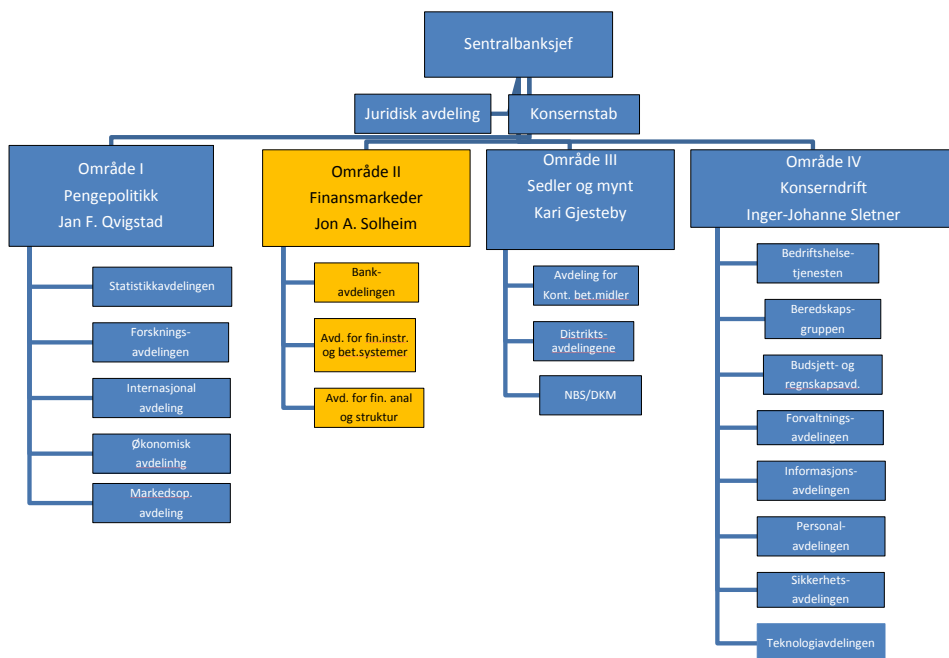 Sentralbanksjef
Juridisk avdeling
Konsernstab
Område I
Pengepolitikk
Jan F. Qvigstad
Statistikkavdelingen
Forsknings-
avdelingen
Internasjonal
avdeling
Økonomisk
avdelinhg
Markedsop.
avdeling
Område II
Finansmarkeder
Jon A. Solheim
Bank-
avdelingen
Avd. for fin.instr.
og bet.systemer
Avd. for fin. anal
og struktur
Område III
Sedler og mynt
Kari Gjesteby
Avdeling for
Kont. bet.midler
Distrikts-
avdelingene
NBS/DKM
Område IV
Konserndrift
Inger-Johanne Sletner
Bedriftshelse-
tjenesten
Beredskaps-
gruppen
Budsjett- og
regnskapsavd.
Forvaltnings-
avdelingen
Informasjons-
avdelingen
Personal-
avdelingen
Sikkerhets-
avdelingen
Teknologiavdelingen